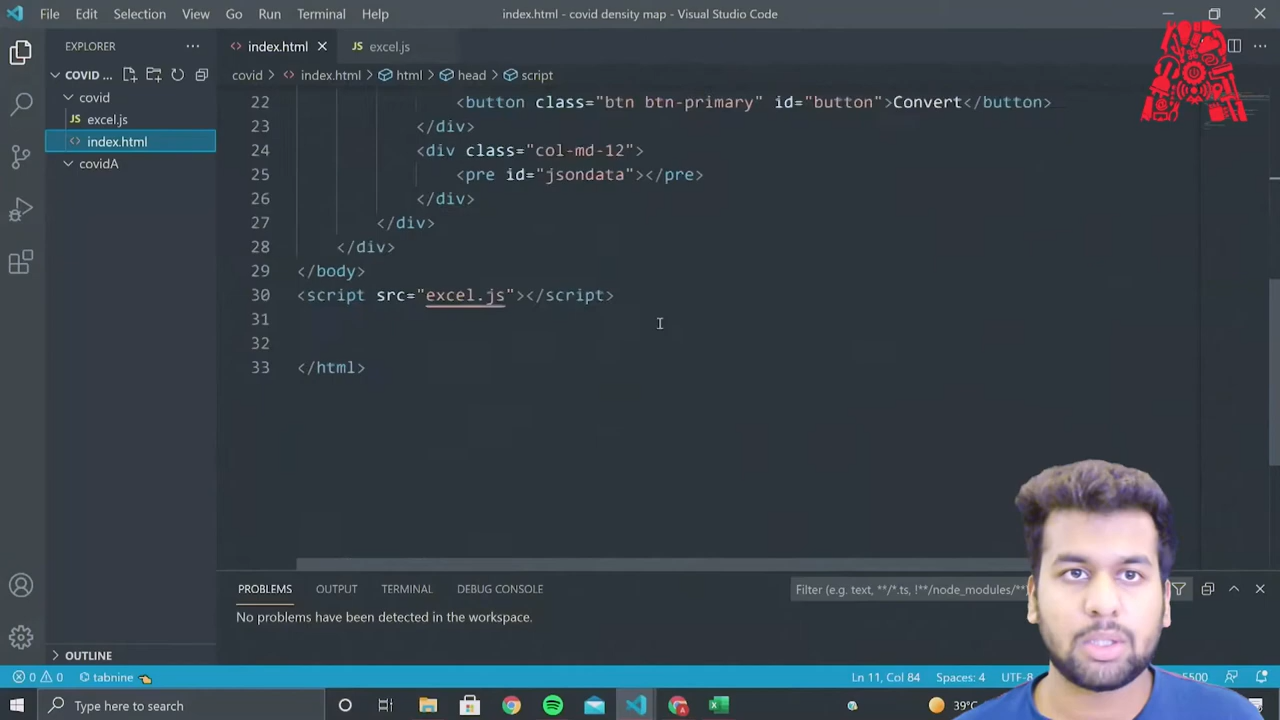 File Edit Selection View Go Run Terminal Help
index.html - covid density map - Visual Studio Code
EXPLORER
index.html
excel.js
COVID ...
covid > index.html > html > head > script
covid
excel.js
index.html
covidA
22 <button class="btn btn-primary" id="button">Convert</button>
23 </div>
24 <div class="col-md-12">
25 <pre id="jsondata"></pre>
26 </div>
27 </div>
28 </div>
29 </body>
30 <script src="excel.js"></script>
31
32
33 </html>
PROBLEMS OUTPUT TERMINAL DEBUG CONSOLE
Filter (e.g. text, **/*.ts, !**/node_modules/**
No problems have been detected in the workspace.
OUTLINE
0 0 tabnine
Ln 11, Col 84 Spaces: 4 UTF-8 5500
Type here to search
39°C